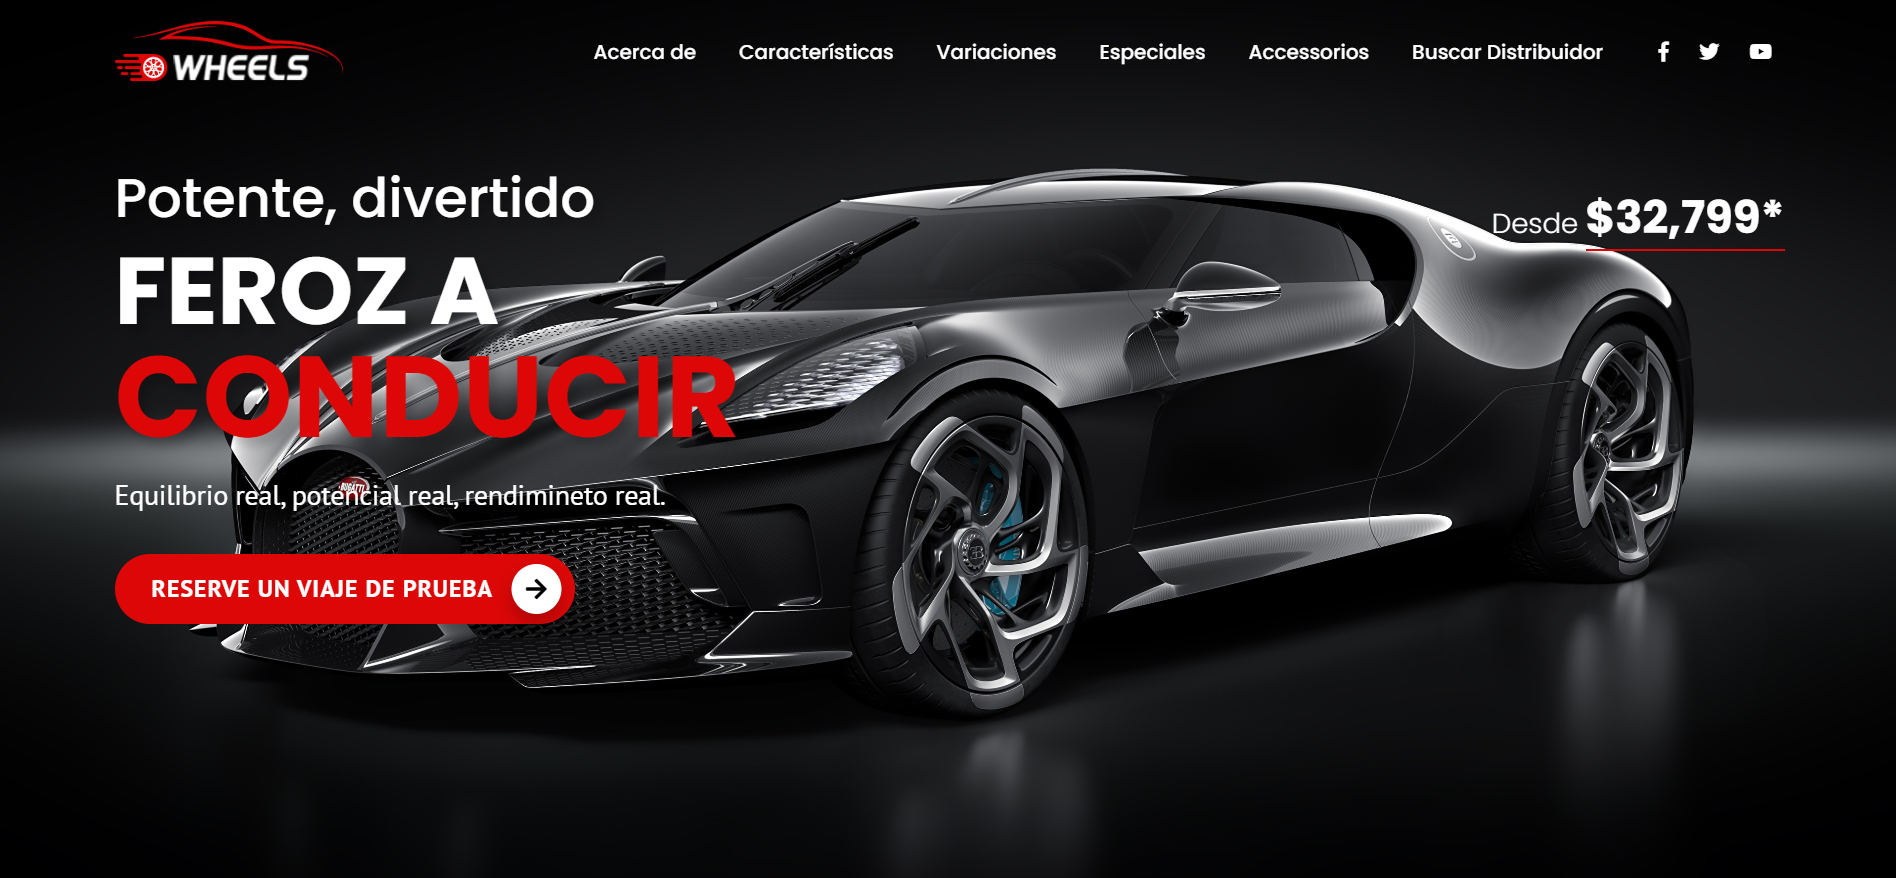 WHEELS
Acerca de Características Variaciones Especiales Accessorios Buscar Distribuidor
Potente, divertido
Desde $32,799*
FEROZ A
CONDUCIR
BUGATTI
Equilibrio real, potencial real, rendimineto real.
RESERVE UN VIAJE DE PRUEBA